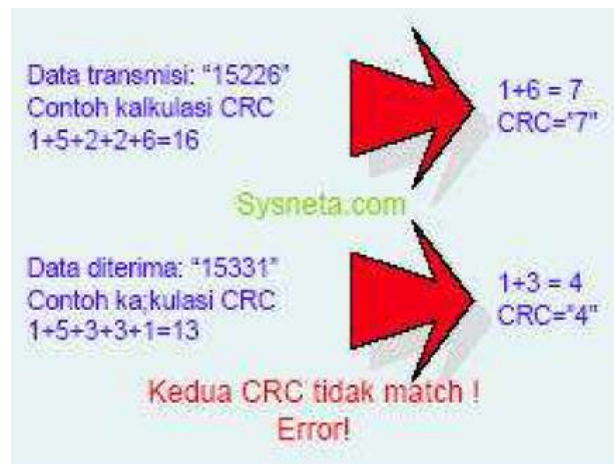 Data transmisi: "15226"
Contoh kalkulasi CRC
1+5+2+2+6=16
1+6 = 7
CRC="7"
Sysneta.com
Data diterima: "15331"
Contoh ka;kulasi CRC
1+5+3+3+1=13
1+3 = 4
CRC="4"
Kedua CRC tidak match !
Error!